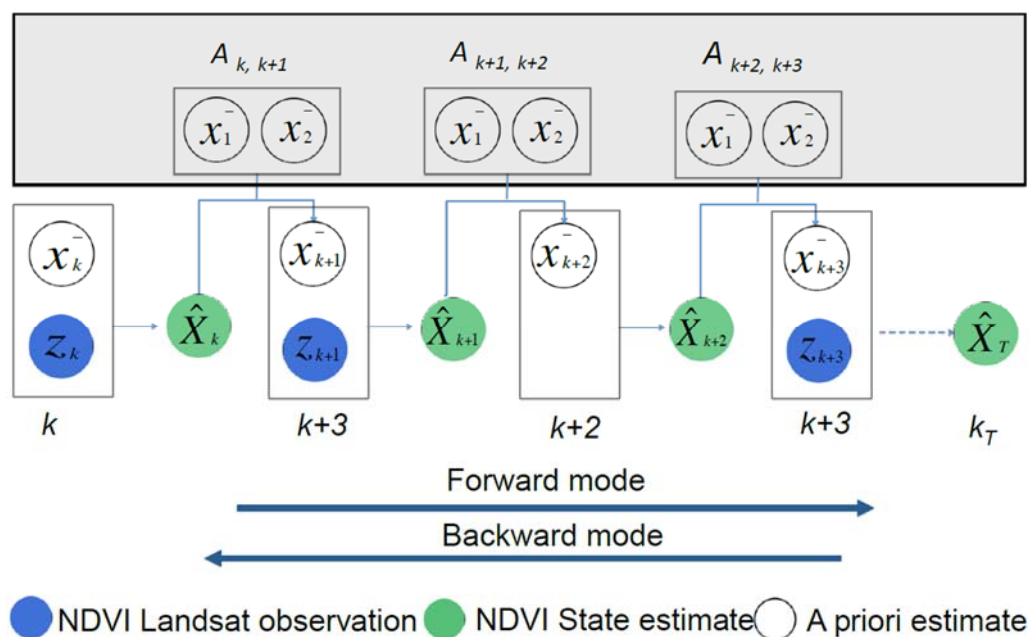 A k, k+1 A k+1, k+2 A k+2, k+3
x₁⁻ x₂⁻ x₁⁻ x₂⁻ x₁⁻ x₂⁻
x⁻k x⁻k+1 x⁻k+2 x⁻k+3
zk X̂k zk+1 X̂k+1 X̂k+2 zk+3 X̂T
k k+3 k+2 k+3 kT
Forward mode
Backward mode
NDVI Landsat observation NDVI State estimate A priori estimate